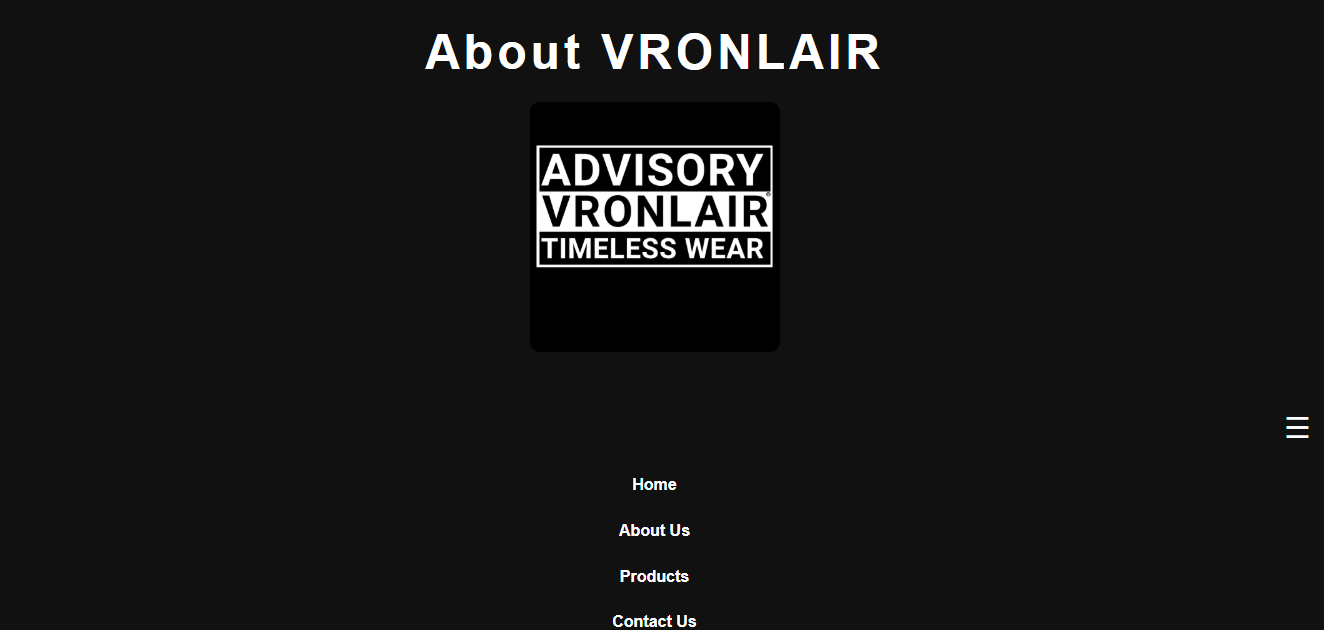 About VRONLAIR
ADVISORY
VRONLAIR®
TIMELESS WEAR
☰
Home
About Us
Products
Contact Us